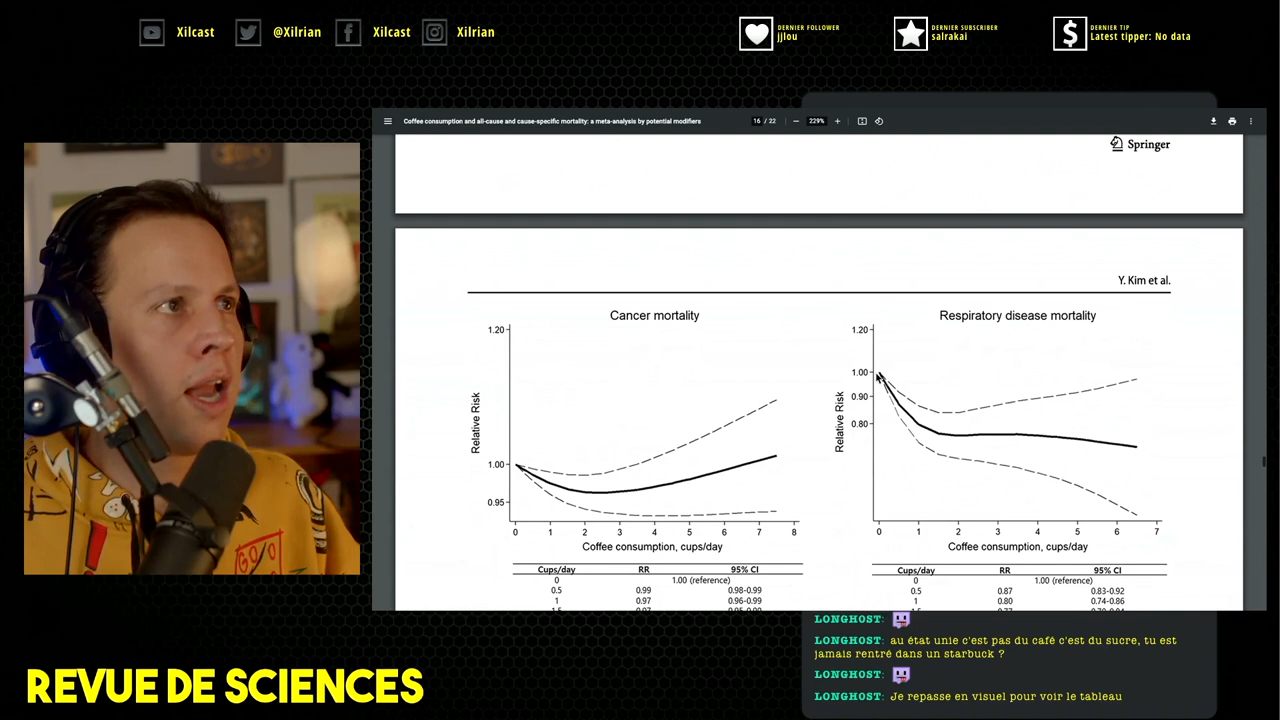 Xilcast
@Xilrian
Xilcast
Xilrian
DERNIER FOLLOWER
jjlou
DERNIER SUBSCRIBER
salrakai
DERNIER TIP
Latest tipper: No data
Coffee consumption and all-cause and cause-specific mortality: a meta-analysis by potential modifiers
16 / 22
229%
Springer
Y. Kim et al.
Cancer mortality
1.20
1.00
0.95
Relative Risk
0 1 2 3 4 5 6 7 8
Coffee consumption, cups/day
Cups/day RR 95% CI
0 1.00 (reference)
0.5 0.99 0.98-0.99
1 0.97 0.96-0.99
Respiratory disease mortality
1.20
1.00
0.90
0.80
Relative Risk
0 1 2 3 4 5 6 7
Coffee consumption, cups/day
Cups/day RR 95% CI
0 1.00 (reference)
0.5 0.87 0.83-0.92
1 0.80 0.74-0.86
LONGHOST:
LONGHOST: au état unie c'est pas du café c'est du sucre, tu est
jamais rentré dans un starbuck ?
LONGHOST:
LONGHOST: Je repasse en visuel pour voir le tableau
GO/O
REVUE DE SCIENCES